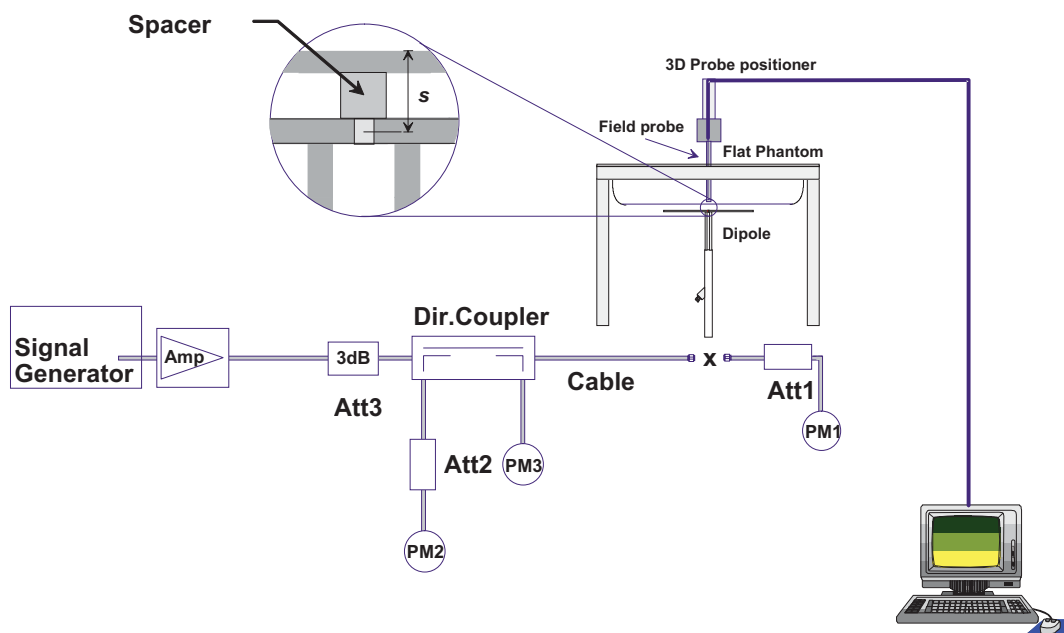 Spacer
s
3D Probe positioner
Field probe
Flat Phantom
Dipole
Dir.Coupler
Signal
Generator
Amp
3dB
Att3
Cable
x
Att1
PM1
Att2
PM3
PM2